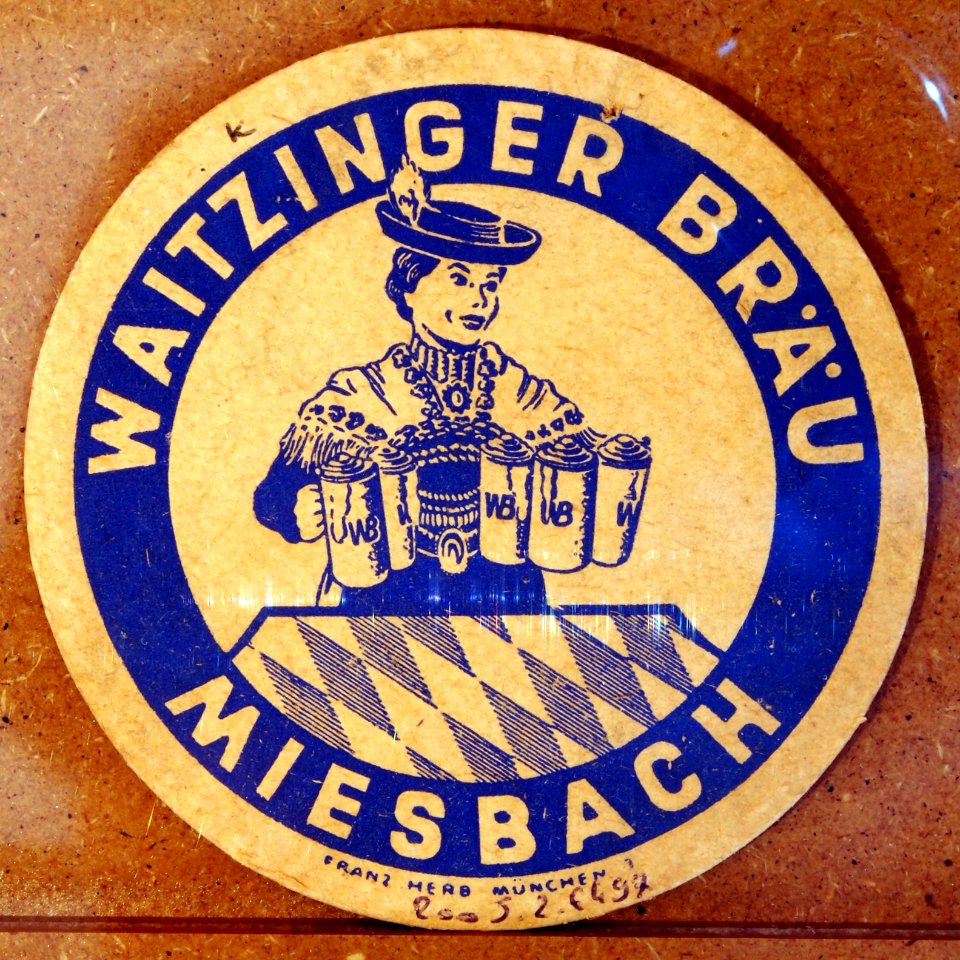 K
WAITZINGER BRÄU
WB
WB
WB
W
MIESBACH
FRANZ HERB MÜNCHEN